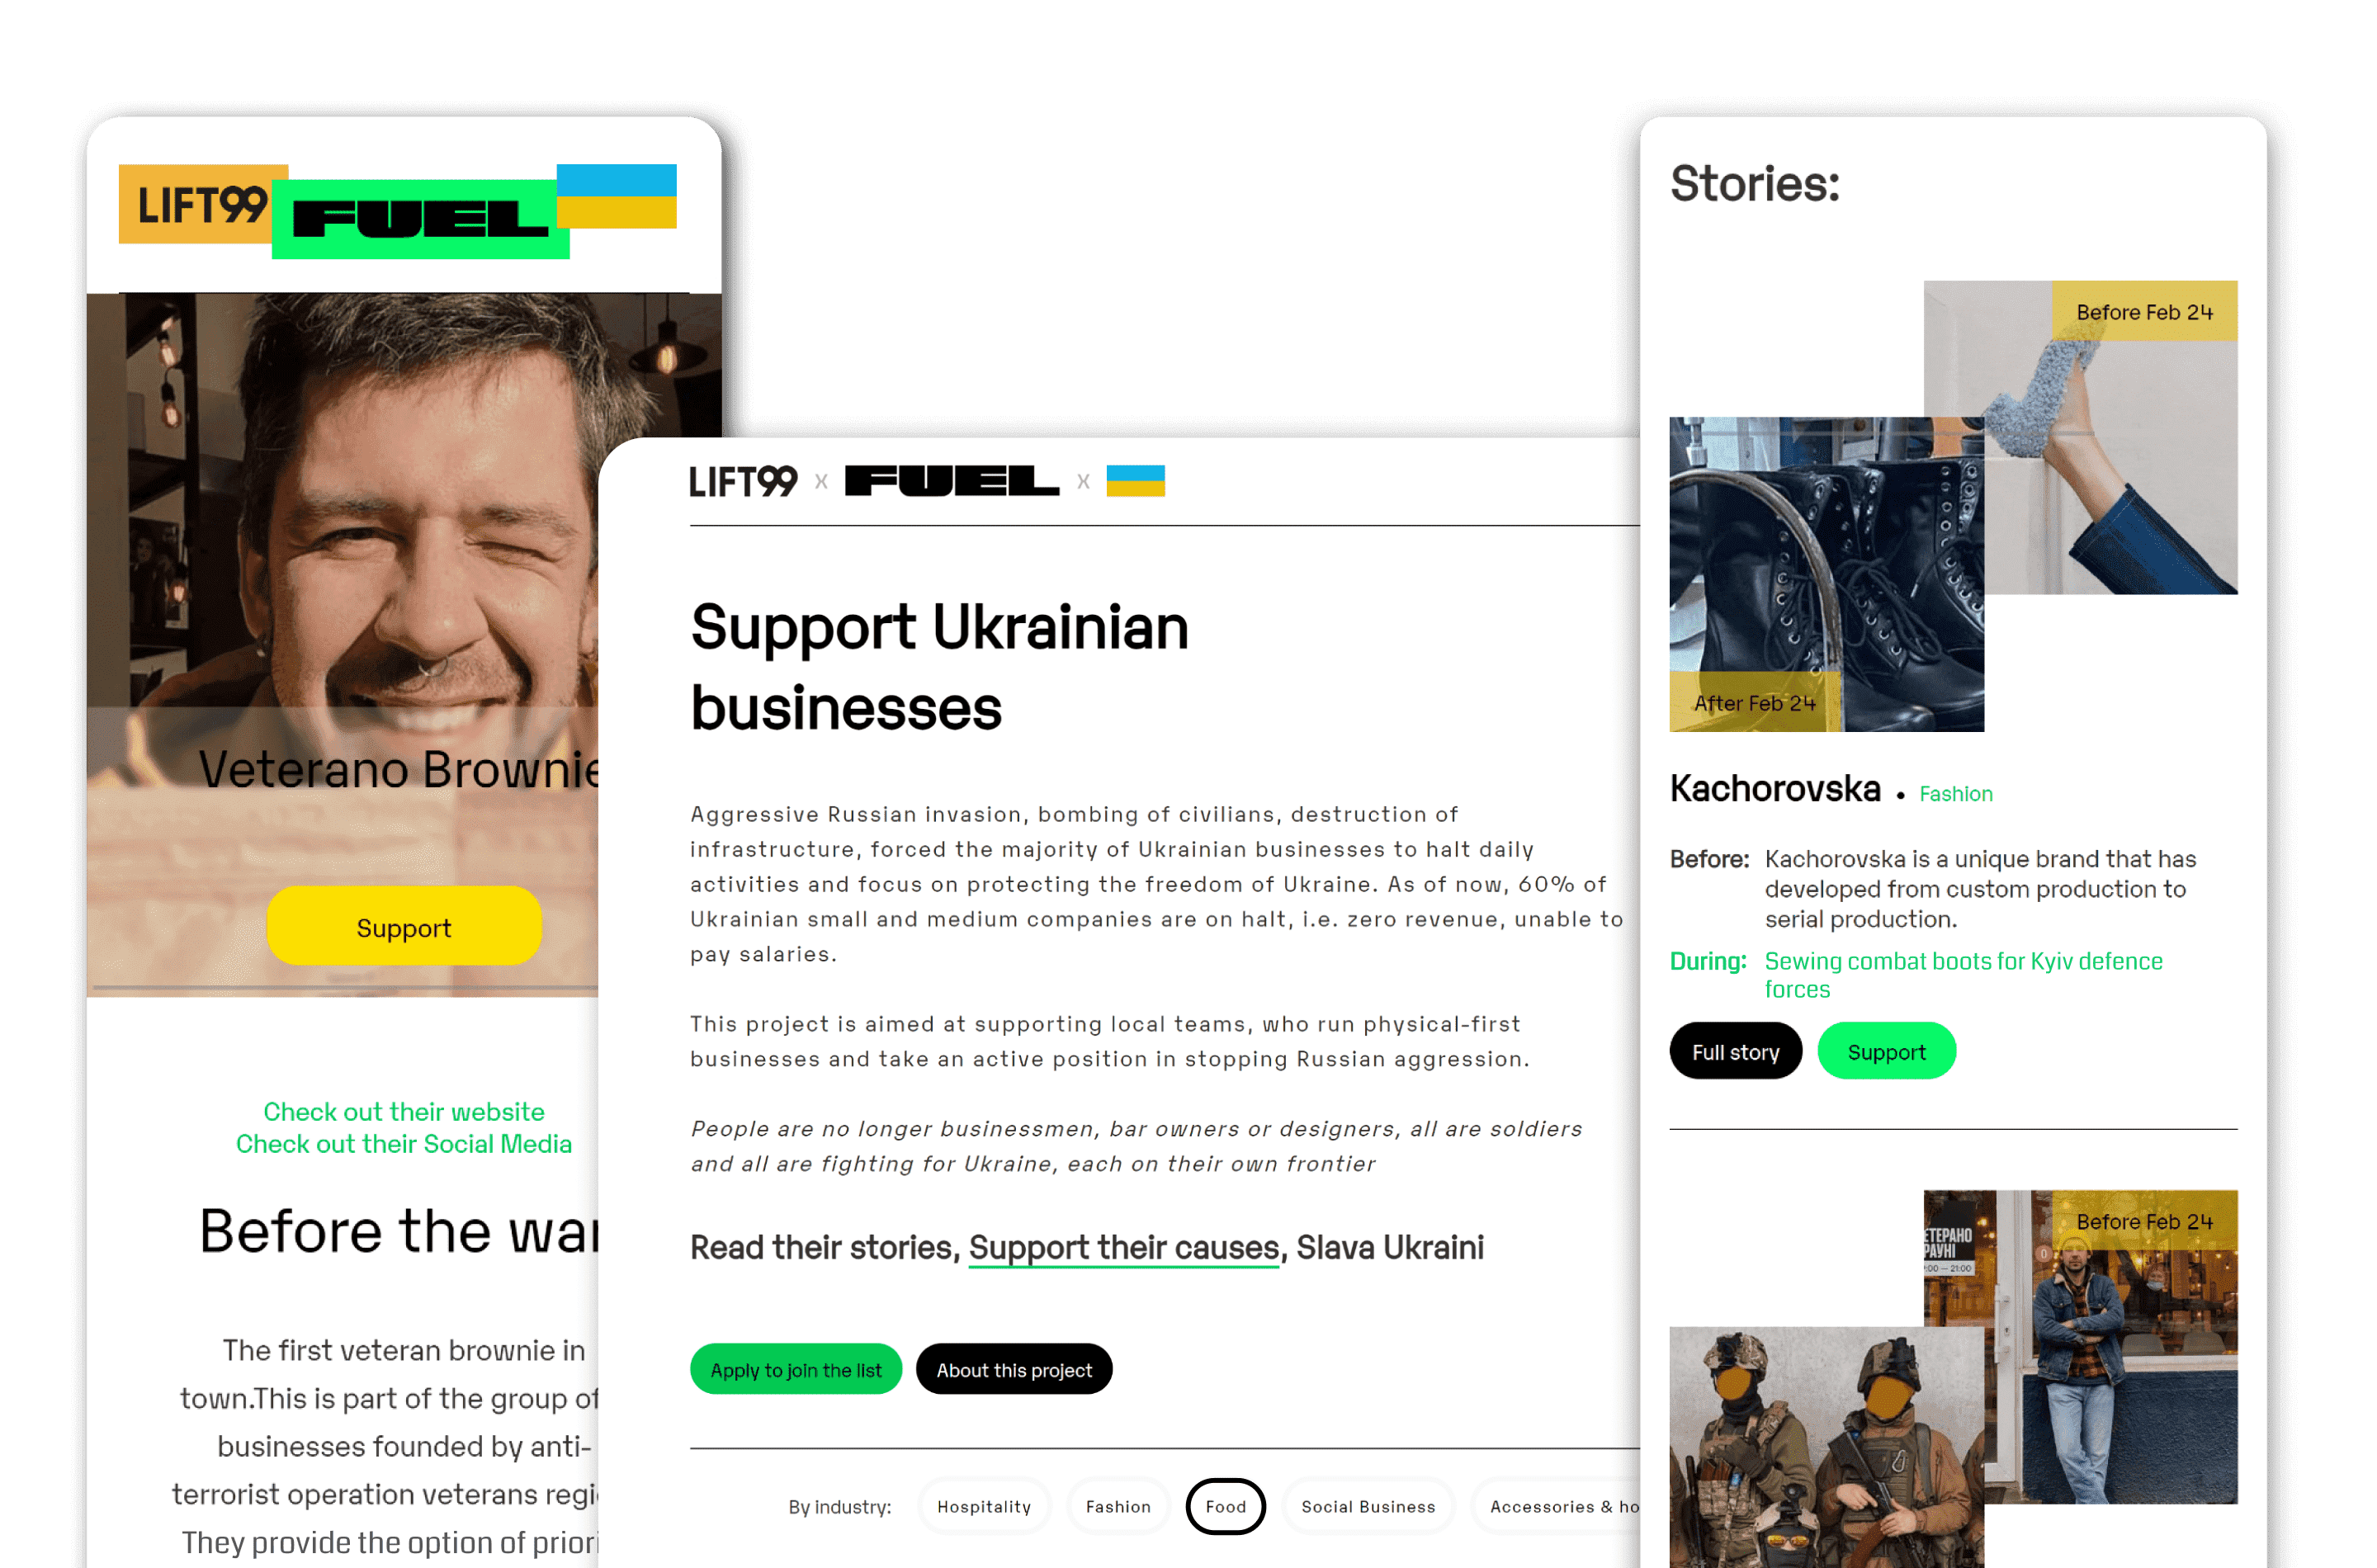 LIFT99
FUEL
Veterano Brownie
Support
Check out their website
Check out their Social Media
Before the war
The first veteran brownie in
town.This is part of the group of
businesses founded by anti-
terrorist operation veterans
They provide the option of
LIFT99 x FUEL x
Support Ukrainian
businesses
Aggressive Russian invasion, bombing of civilians, destruction of
infrastructure, forced the majority of Ukrainian businesses to halt daily
activities and focus on protecting the freedom of Ukraine. As of now, 60% of
Ukrainian small and medium companies are on halt, i.e. zero revenue, unable to
pay salaries.
This project is aimed at supporting local teams, who run physical-first
businesses and take an active position in stopping Russian aggression.
People are no longer businessmen, bar owners or designers, all are soldiers
and all are fighting for Ukraine, each on their own frontier
Read their stories, Support their causes, Slava Ukraini
Apply to join the list
About this project
By industry: Hospitality Fashion Food Social Business Accessories & ho
Stories:
Before Feb 24
After Feb 24
Kachorovska • Fashion
Before: Kachorovska is a unique brand that has
developed from custom production to
serial production.
During: Sewing combat boots for Kyiv defence
forces
Full story Support
Before Feb 24
ЕТЕРАНО
РАУНІ
:00 — 21:00